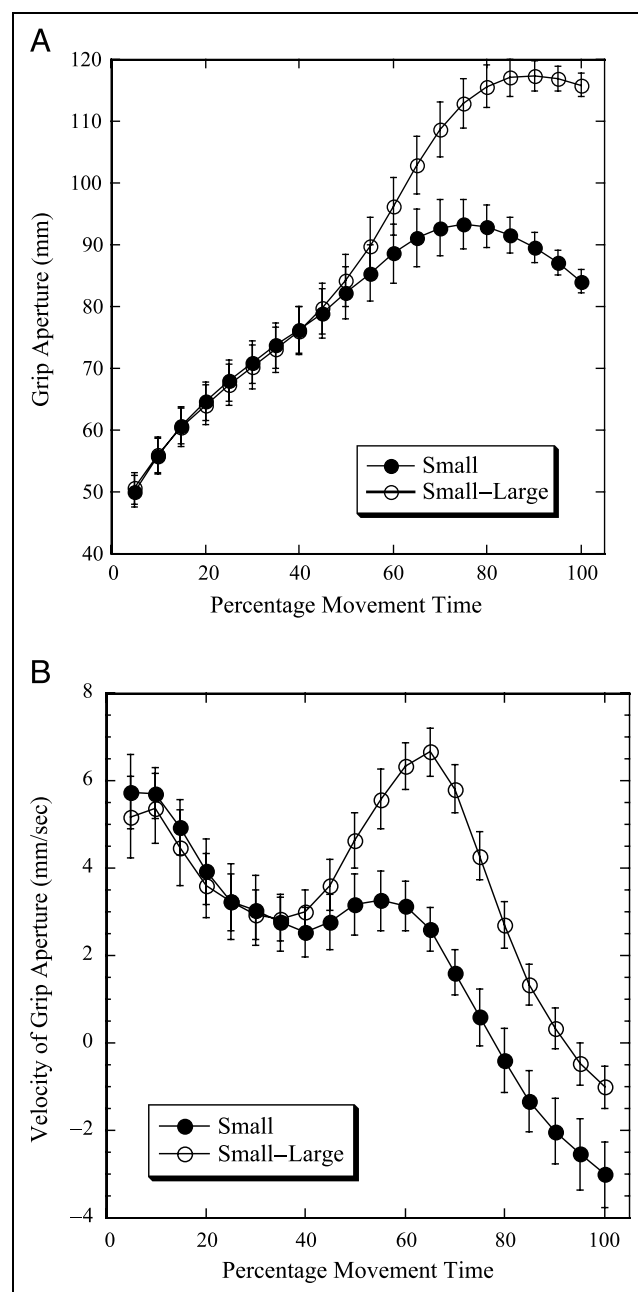 A
120
110
100
90
80
70
60
50
40
Grip Aperture (mm)
Small
Small–Large
0 20 40 60 80 100
Percentage Movement Time
B
8
6
4
2
0
−2
−4
Velocity of Grip Aperture (mm/sec)
Small
Small–Large
0 20 40 60 80 100
Percentage Movement Time